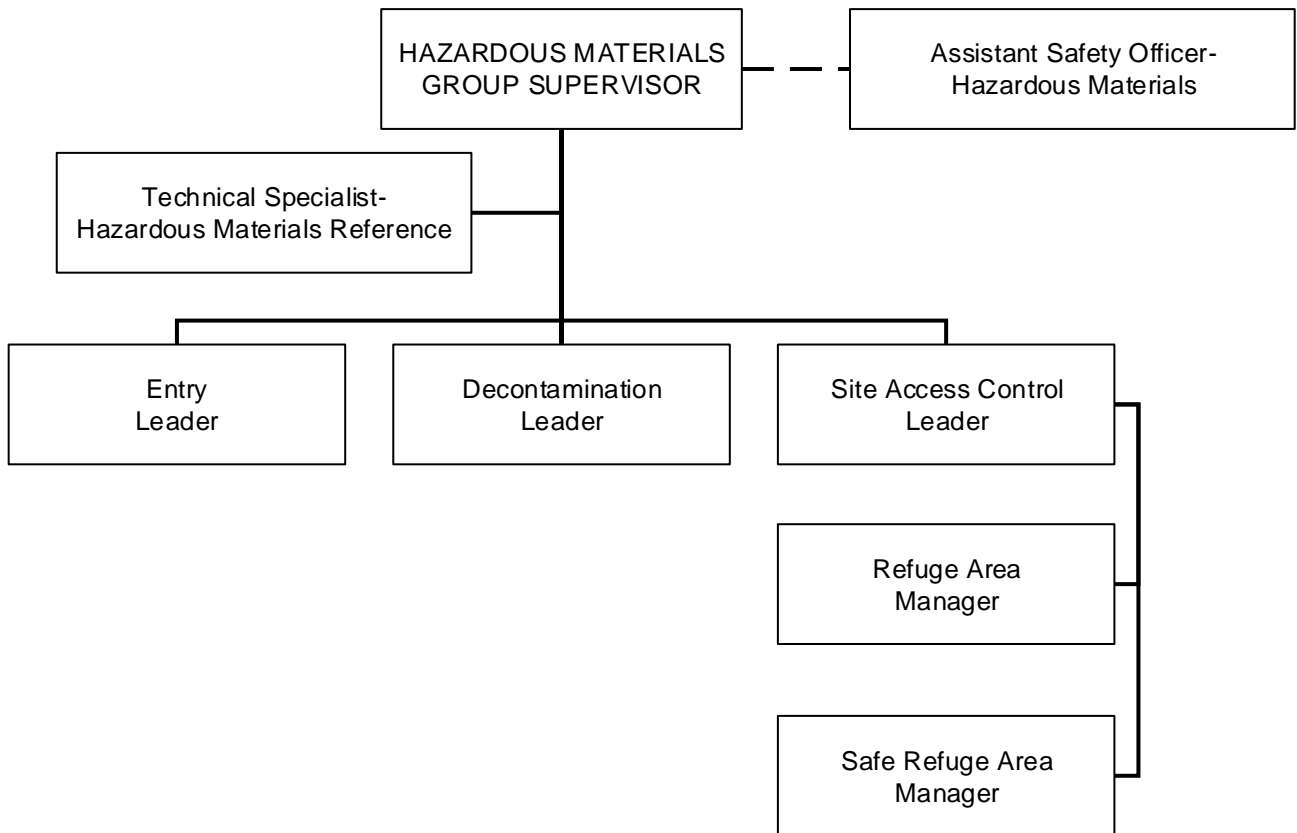 HAZARDOUS MATERIALS
GROUP SUPERVISOR
Assistant Safety Officer-
Hazardous Materials
Technical Specialist-
Hazardous Materials Reference
Entry
Leader
Decontamination
Leader
Site Access Control
Leader
Refuge Area
Manager
Safe Refuge Area
Manager